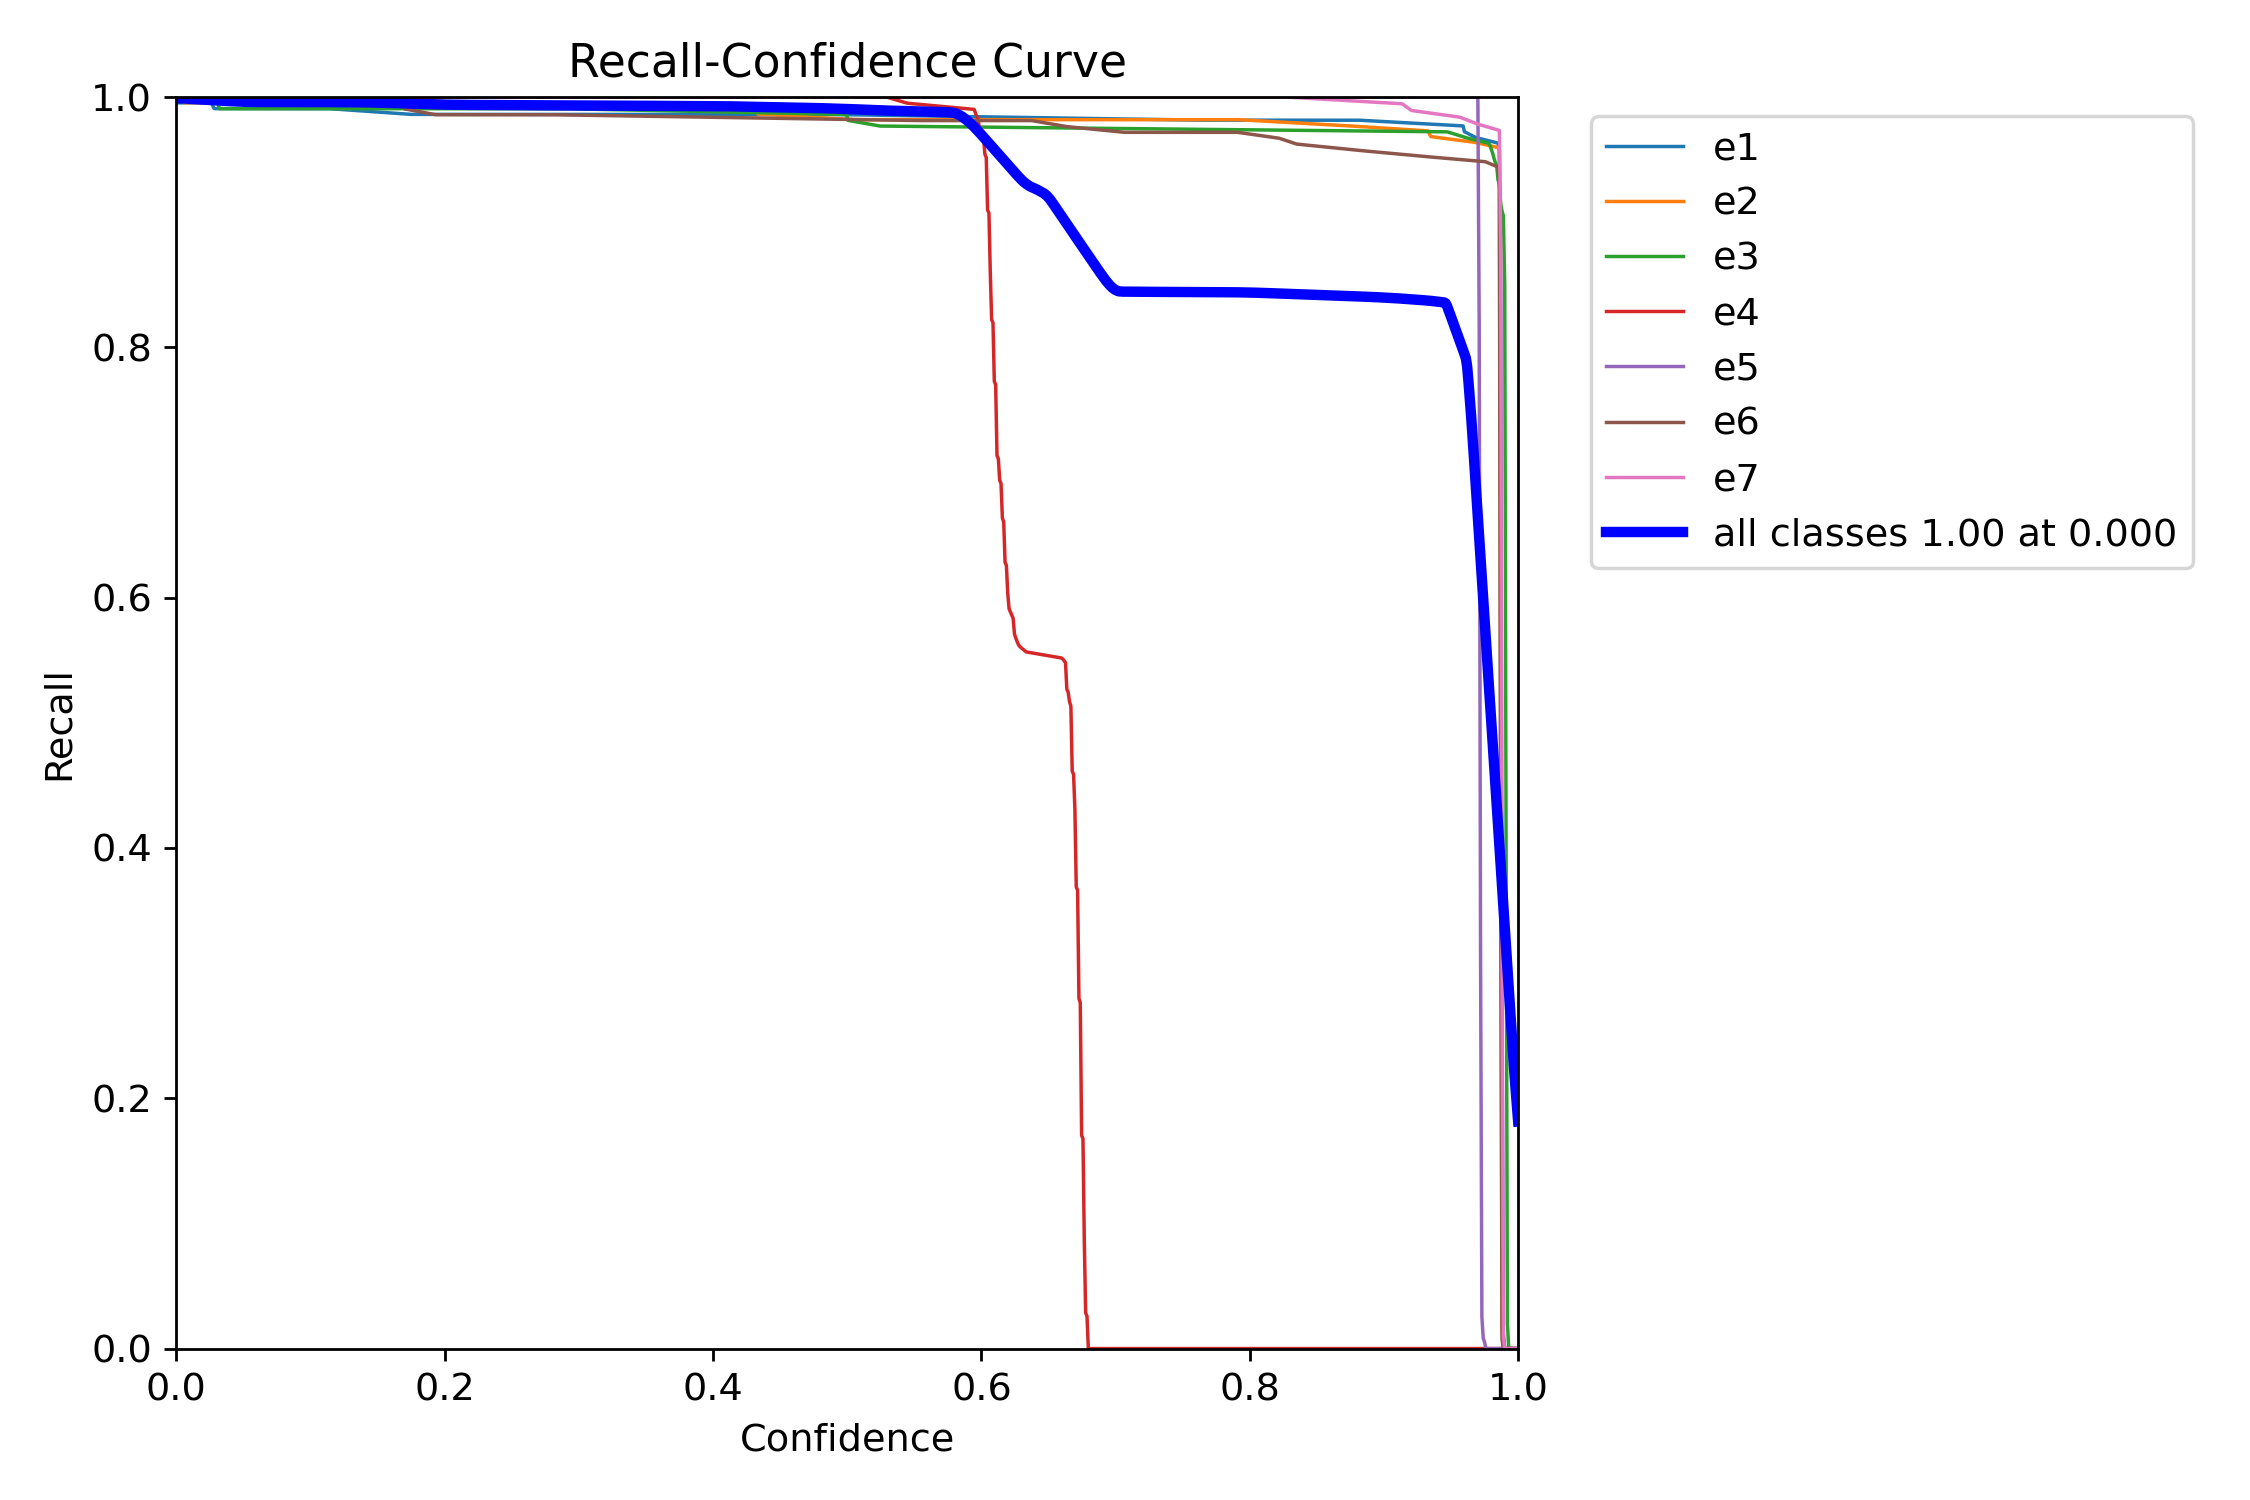 Recall-Confidence Curve
1.0
0.8
0.6
0.4
0.2
0.0
Recall
0.0 0.2 0.4 0.6 0.8 1.0
Confidence
e1
e2
e3
e4
e5
e6
e7
all classes 1.00 at 0.000